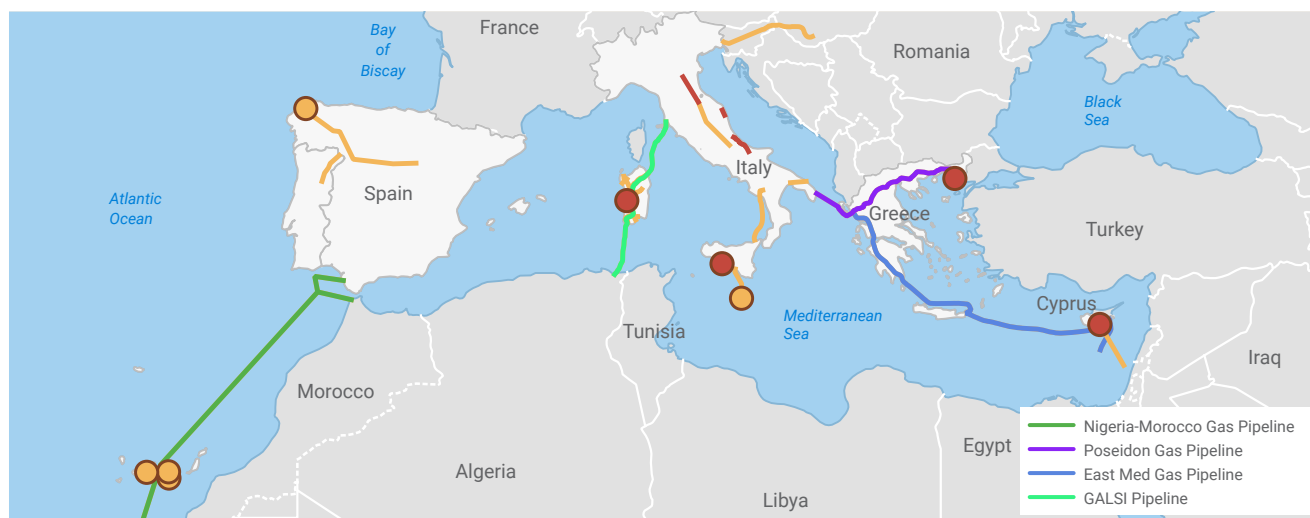 France
Bay
of
Biscay
Romania
Black
Sea
Italy
Spain
Atlantic
Ocean
Greece
Turkey
Cyprus
Mediterranean
Sea
Tunisia
Iraq
Morocco
Nigeria-Morocco Gas Pipeline
Poseidon Gas Pipeline
East Med Gas Pipeline
GALSI Pipeline
Egypt
Algeria
Libya